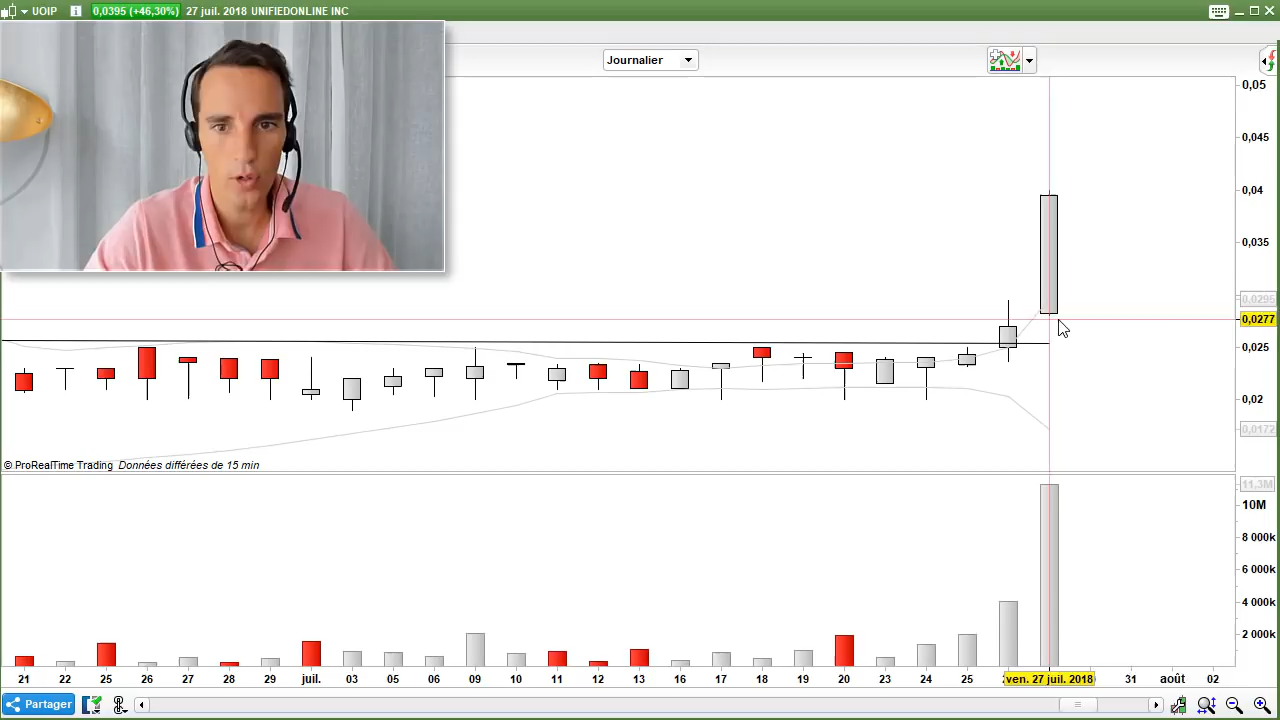 UOIP 0,0395 (+46,30%) 27 juil. 2018 UNIFIEDONLINE INC
Journalier
0,05
0,045
0,04
0,035
0,0295
0,0277
0,025
0,02
0,0172
© ProRealTime Trading Données différées de 15 min
11,3M
10M
8 000k
6 000k
4 000k
2 000k
21 22 25 26 27 28 29 juil. 03 05 06 09 10 11 12 13 16 17 18 19 20 23 24 25 ven. 27 juil. 2018 31 août 02
Partager